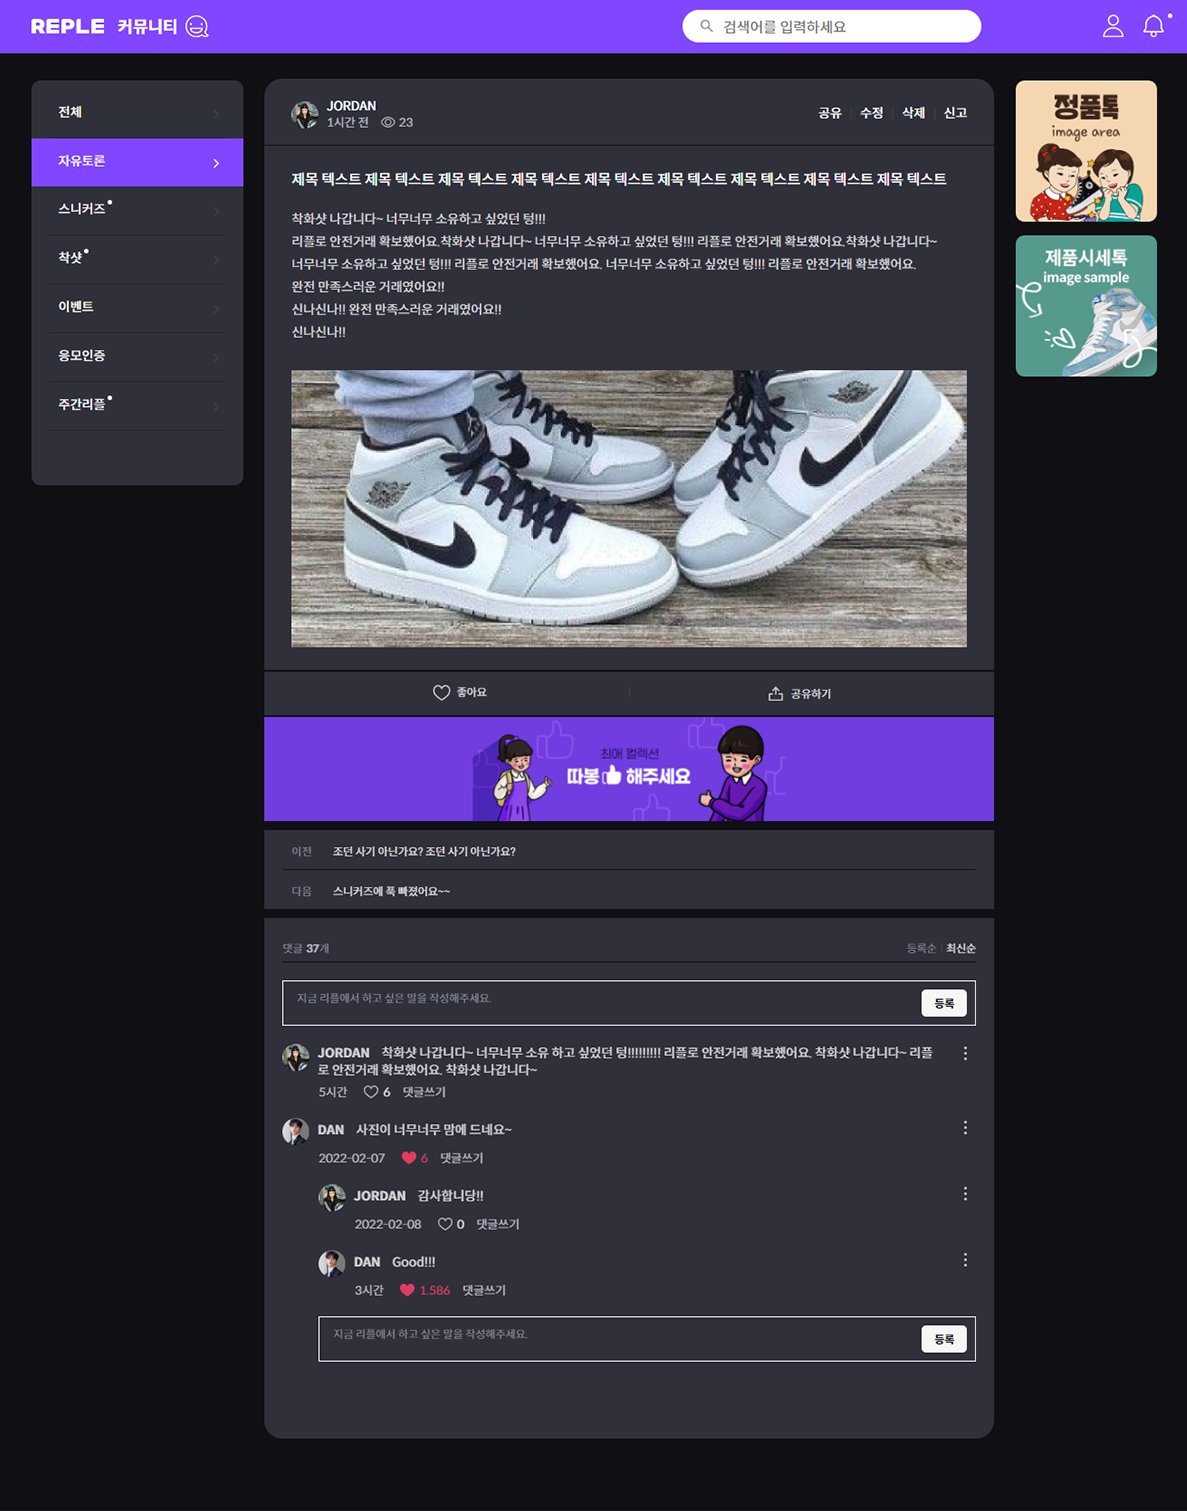 REPLE 커뮤니티
검색어를 입력하세요
전체
자유토론
스니커즈
착샷
이벤트
응모인증
주간리플
JORDAN
1시간 전 23
공유 수정 삭제 신고
제목 텍스트 제목 텍스트 제목 텍스트 제목 텍스트 제목 텍스트 제목 텍스트 제목 텍스트 제목 텍스트 제목 텍스트
착화샷 나갑니다~ 너무너무 소유하고 싶었던 텅!!!
리플로 안전거래 확보했어요.착화샷 나갑니다~ 너무너무 소유하고 싶었던 텅!!! 리플로 안전거래 확보했어요.착화샷 나갑니다~
너무너무 소유하고 싶었던 텅!!! 리플로 안전거래 확보했어요. 너무너무 소유하고 싶었던 텅!!! 리플로 안전거래 확보했어요.
완전 만족스러운 거래였어요!!
신나신나!! 완전 만족스러운 거래였어요!!
신나신나!!
좋아요
공유하기
최애 컬렉션
따봉 해주세요
이전 조던 사기 아닌가요? 조던 사기 아닌가요?
다음 스니커즈에 푹 빠졌어요~~
댓글 37개
등록순 최신순
지금 리플에서 하고 싶은 말을 작성해주세요.
등록
JORDAN 착화샷 나갑니다~ 너무너무 소유 하고 싶었던 텅!!!!!!!!! 리플로 안전거래 확보했어요. 착화샷 나갑니다~ 리플
로 안전거래 확보했어요. 착화샷 나갑니다~
5시간 6 댓글쓰기
DAN 사진이 너무너무 맘에 드네요~
2022-02-07 6 댓글쓰기
JORDAN 감사합니당!!
2022-02-08 0 댓글쓰기
DAN Good!!!
3시간 1.586 댓글쓰기
지금 리플에서 하고 싶은 말을 작성해주세요.
등록
정품톡
image area
제품시세톡
image sample